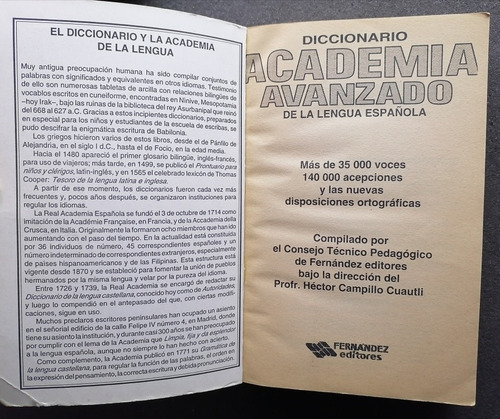 EL DICCIONARIO Y LA ACADEMIA
DE LA LENGUA
Muy antigua preocupación humana ha sido compilar conjuntos de
palabras con significados y equivalentes en otros idiomas. Testimonio
de ello son numerosas tabletas de arcilla con relaciones bilingües de
vocablos escritos en cuneiforme, encontradas en Nínive, Mesopotamia
–hoy Irak–, bajo las ruinas de la biblioteca del rey Asurbanipal que reinó
del 668 al 627 a.C. Gracias a estos incipientes diccionarios, preparados
en especial para los niños y estudiantes de la escuela de escribas, se pudo
descifrar la enigmática escritura de Babilonia.
Los griegos hicieron varios de estos libros, desde el de Pánfilo de
Alejandría, en el siglo I d.C., hasta el de Focio, en la edad media.
Hacia el 1480 apareció el primer glosario bilingüe, inglés-francés,
para uso de viajeros; más tarde, en 1499, se publicó el Prontuario para
niños y clérigos, latín-inglés, y en 1565 el celebrado lexicón de Thomas
Cooper: Tesoro de la lengua latina e inglesa.
A partir de ese momento, los diccionarios fueron cada vez más
frecuentes y, pocos años después, se organizaron instituciones para
regular los idiomas.
La Real Academia Española se fundó el 3 de octubre de 1714 como
imitación de la Académie Française, en Francia, y de la Accademia della
Crusca, en Italia. Originalmente la formaron ocho miembros que han ido
aumentando con el paso del tiempo. En la actualidad está constituida
por 36 individuos de número, 45 correspondientes españoles y un
número indeterminado de correspondientes extranjeros, especialmente
de países hispanoamericanos y de las Filipinas. Esta estructura está
vigente desde 1870 y se estableció para fomentar la unión de pueblos
hermanados por la misma lengua y velar por la pureza del idioma.
Entre 1726 y 1739, la Real Academia se encargó de redactar su
Diccionario de la lengua castellana, conocido hoy como de Autoridades,
y luego lo compendió en el antepasado del que, con ciertas modifi-
caciones, sigue en uso.
Muchos preclaros escritores peninsulares han ocupado un asiento
en el señorial edificio de la calle Felipe IV número 4, en Madrid, donde
tiene su asiento la institución, y durante casi 300 años se han preocupado
por cumplir con el lema de la Academia que Limpia, fija y da esplendor
a la lengua española, aunque no siempre lo han hecho con acierto.
Como complemento, la Academia publicó en 1771 su Gramática de
la lengua castellana, para regular la función de las palabras, el orden en
la expresión del pensamiento, la correcta escritura y debida pronunciación.
DICCIONARIO
ACADEMIA
AVANZADO
DE LA LENGUA ESPAÑOLA
Más de 35 000 voces
140 000 acepciones
y las nuevas
disposiciones ortográficas
Compilado por
el Consejo Técnico Pedagógico
de Fernández editores
bajo la dirección del
Profr. Héctor Campillo Cuautli
FERNÁNDEZ
editores